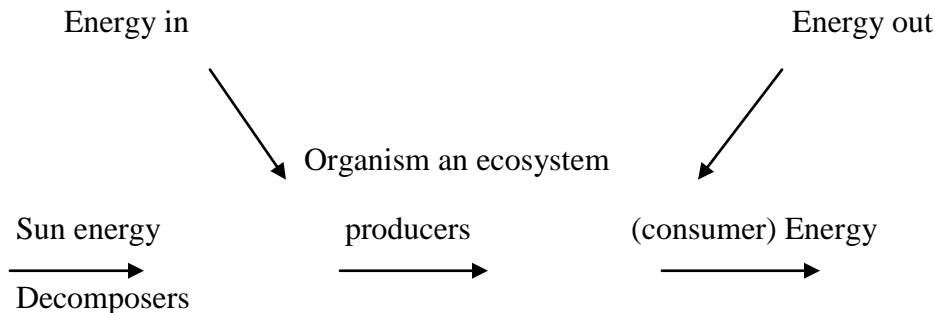 Energy in Energy out
Organism an ecosystem
Sun energy producers (consumer) Energy
Decomposers